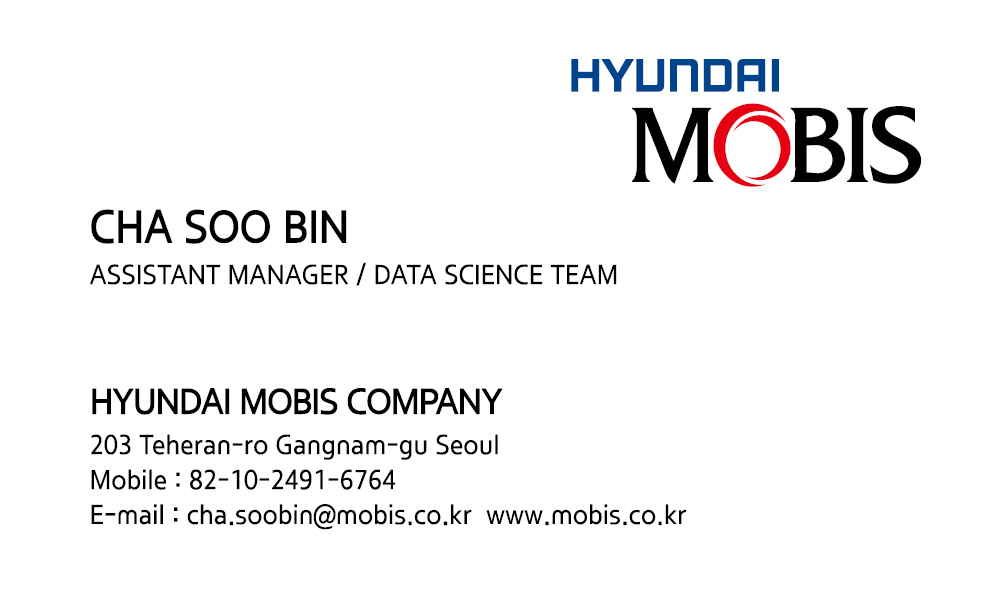 HYUNDAI
MOBIS
CHA SOO BIN
ASSISTANT MANAGER / DATA SCIENCE TEAM
HYUNDAI MOBIS COMPANY
203 Teheran-ro Gangnam-gu Seoul
Mobile : 82-10-2491-6764
E-mail : cha.soobin@mobis.co.kr www.mobis.co.kr